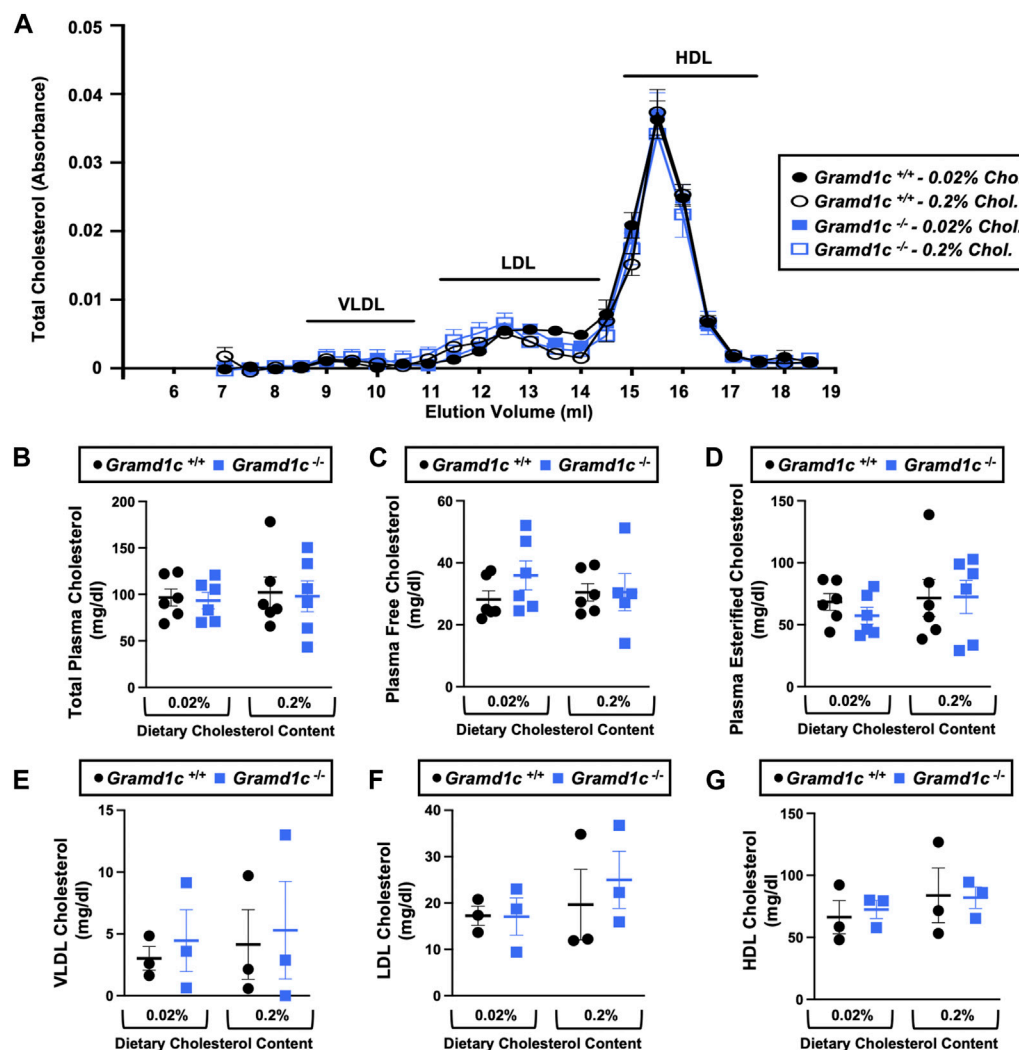 A
Total Cholesterol (Absorbance)
0.05
0.04
0.03
0.02
0.01
0
VLDL
LDL
HDL
6 7 8 9 10 11 12 13 14 15 16 17 18 19
Elution Volume (ml)
Gramd1c +/+ - 0.02% Cho
Gramd1c +/+ - 0.2% Chol.
Gramd1c -/- - 0.02% Chol.
Gramd1c -/- - 0.2% Chol.
B
Gramd1c +/+ Gramd1c -/-
Total Plasma Cholesterol
(mg/dl)
200
150
100
50
0
0.02% 0.2%
Dietary Cholesterol Content
C
Gramd1c +/+ Gramd1c -/-
Plasma Free Cholesterol
(mg/dl)
60
40
20
0
0.02% 0.2%
Dietary Cholesterol Content
D
Gramd1c +/+ Gramd1c -/-
Plasma Esterified Cholesterol
(mg/dl)
150
100
50
0
0.02% 0.2%
Dietary Cholesterol Content
E
Gramd1c +/+ Gramd1c -/-
VLDL Cholesterol
(mg/dl)
15
10
5
0
0.02% 0.2%
Dietary Cholesterol Content
F
Gramd1c +/+ Gramd1c -/-
LDL Cholesterol
(mg/dl)
40
30
20
10
0
0.02% 0.2%
Dietary Cholesterol Content
G
Gramd1c +/+ Gramd1c -/-
HDL Cholesterol
(mg/dl
150
100
50
0
0.02% 0.2%
Dietary Cholesterol Content